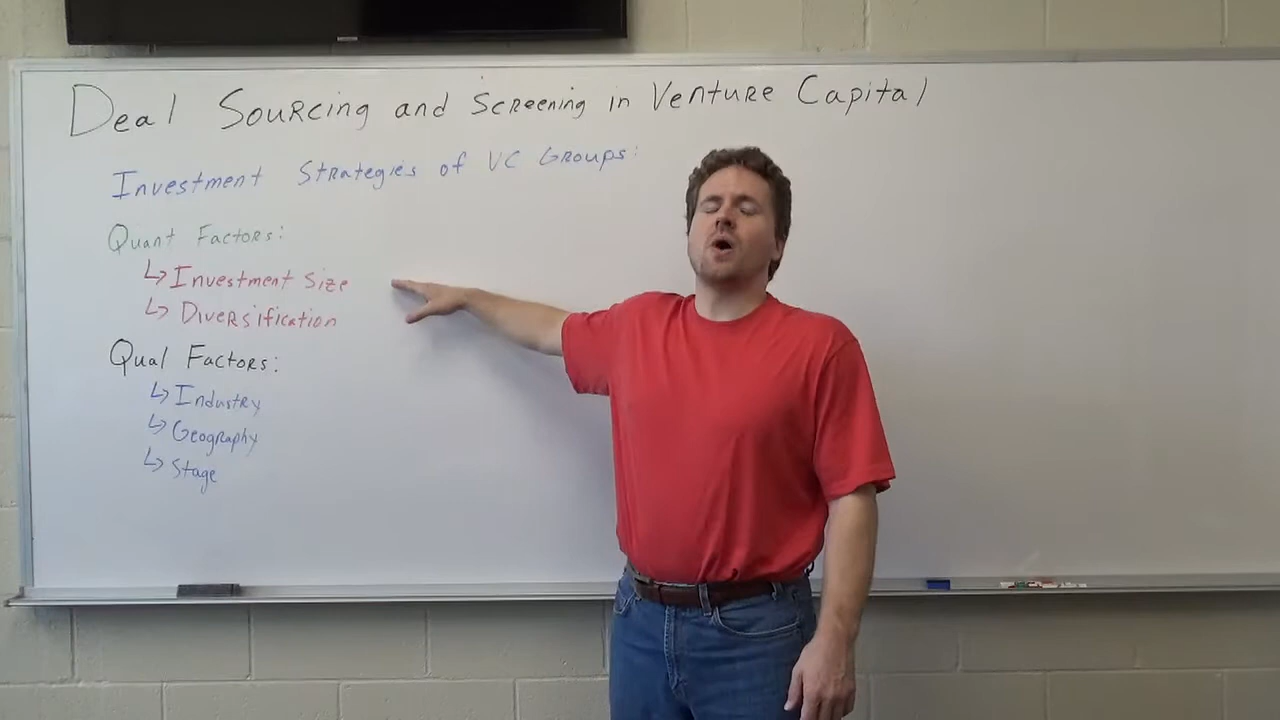 Deal Sourcing and Screening in Venture Capital
Investment Strategies of VC Groups:
Quant Factors:
↳ Investment Size
↳ Diversification
Qual Factors:
↳ Industry
↳ Geography
↳ Stage